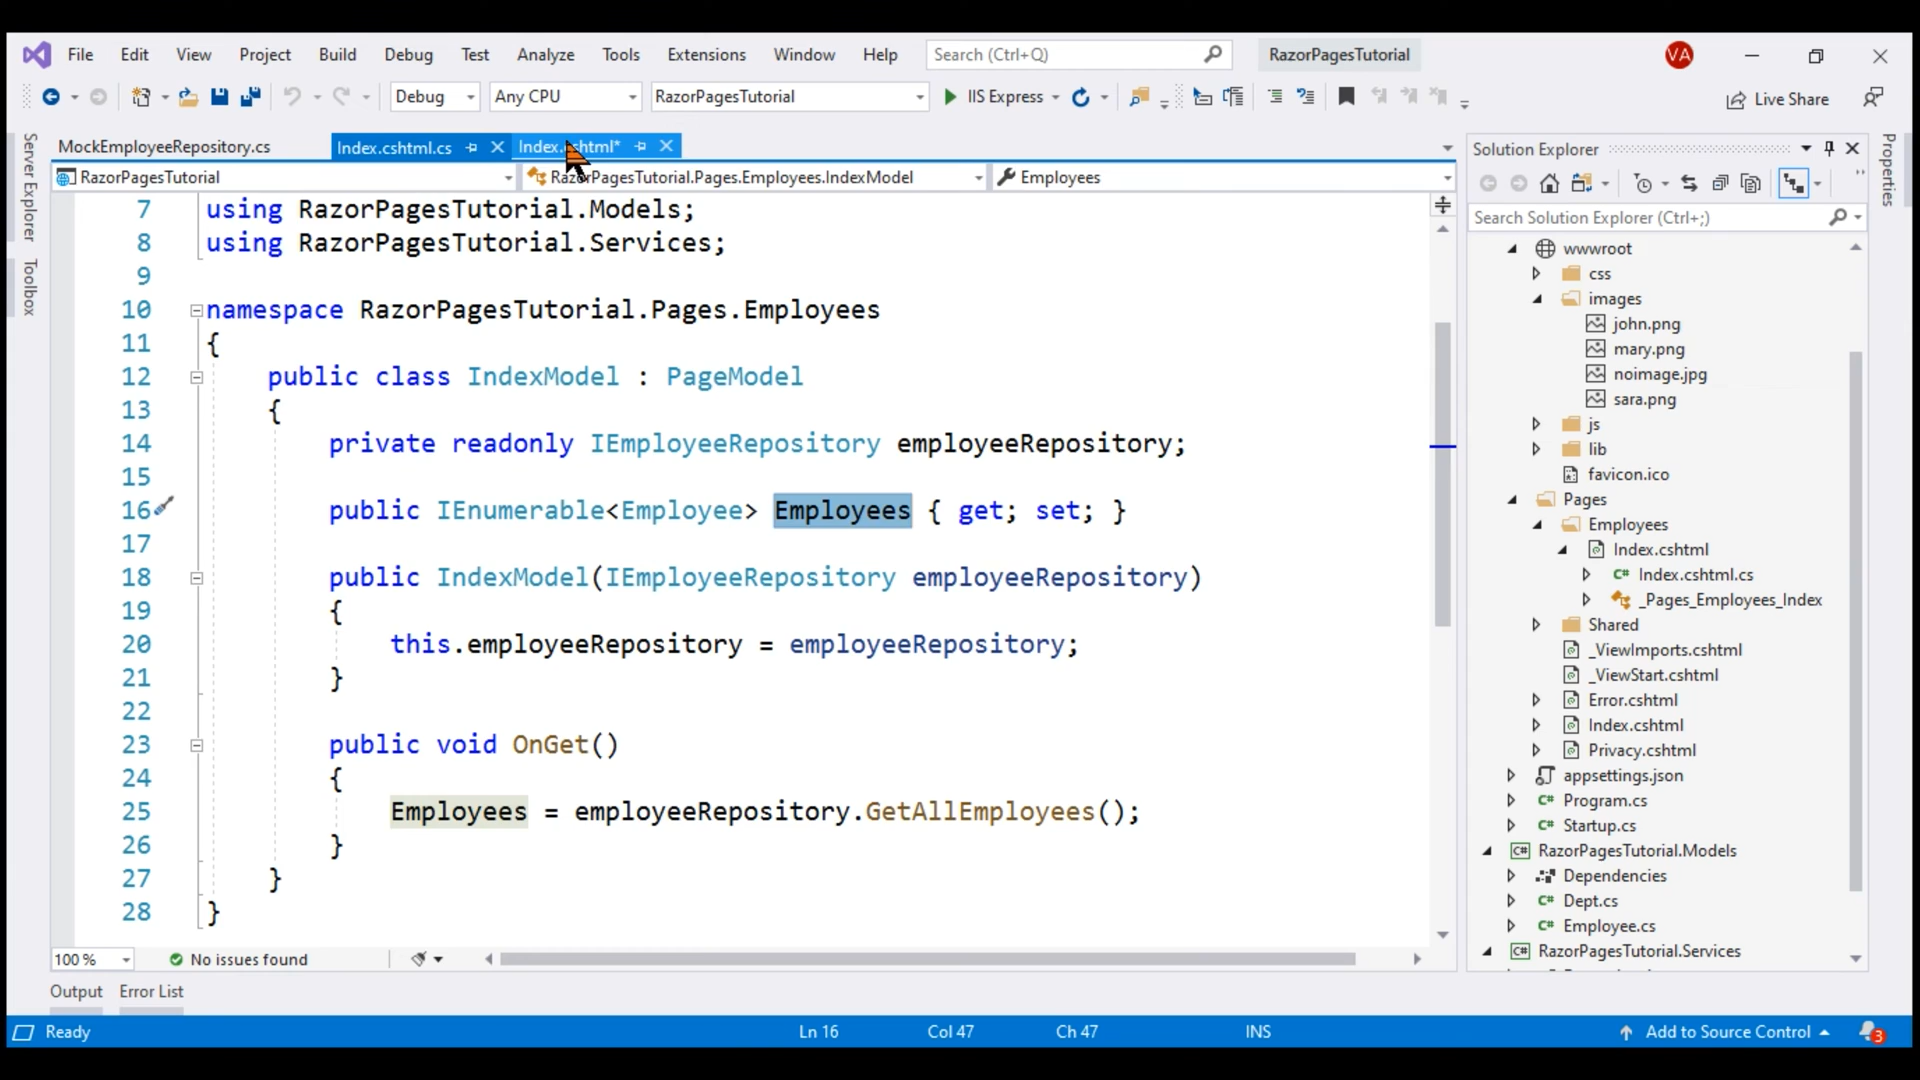 File Edit View Project Build Debug Test Analyze Tools Extensions Window Help Search (Ctrl+Q) RazorPagesTutorial VA
Debug Any CPU RazorPagesTutorial IIS Express Live Share
Server Explorer
Toolbox
MockEmployeeRepository.cs Index.cshtml.cs
RazorPagesTutorial RazorPagesTutorial.Pages.Employees.IndexModel Employees
7 using RazorPagesTutorial.Models;
8 using RazorPagesTutorial.Services;
9
10 namespace RazorPagesTutorial.Pages.Employees
11 {
12 public class IndexModel : PageModel
13 {
14 private readonly IEmployeeRepository employeeRepository;
15
16 public IEnumerable<Employee> Employees { get; set; }
17
18 public IndexModel(IEmployeeRepository employeeRepository)
19 {
20 this.employeeRepository = employeeRepository;
21 }
22
23 public void OnGet()
24 {
25 Employees = employeeRepository.GetAllEmployees();
26 }
27 }
28 }
100 % No issues found
Output Error List
Ready Ln 16 Col 47 Ch 47 INS Add to Source Control 3
Solution Explorer
Search Solution Explorer (Ctrl+;)
wwwroot
css
images
john.png
mary.png
noimage.jpg
sara.png
js
lib
favicon.ico
Pages
Employees
Index.cshtml
C# Index.cshtml.cs
_Pages_Employees_Index
Shared
_ViewImports.cshtml
_ViewStart.cshtml
Error.cshtml
Index.cshtml
Privacy.cshtml
appsettings.json
C# Program.cs
C# Startup.cs
C# RazorPagesTutorial.Models
Dependencies
C# Dept.cs
C# Employee.cs
C# RazorPagesTutorial.Services
Properties